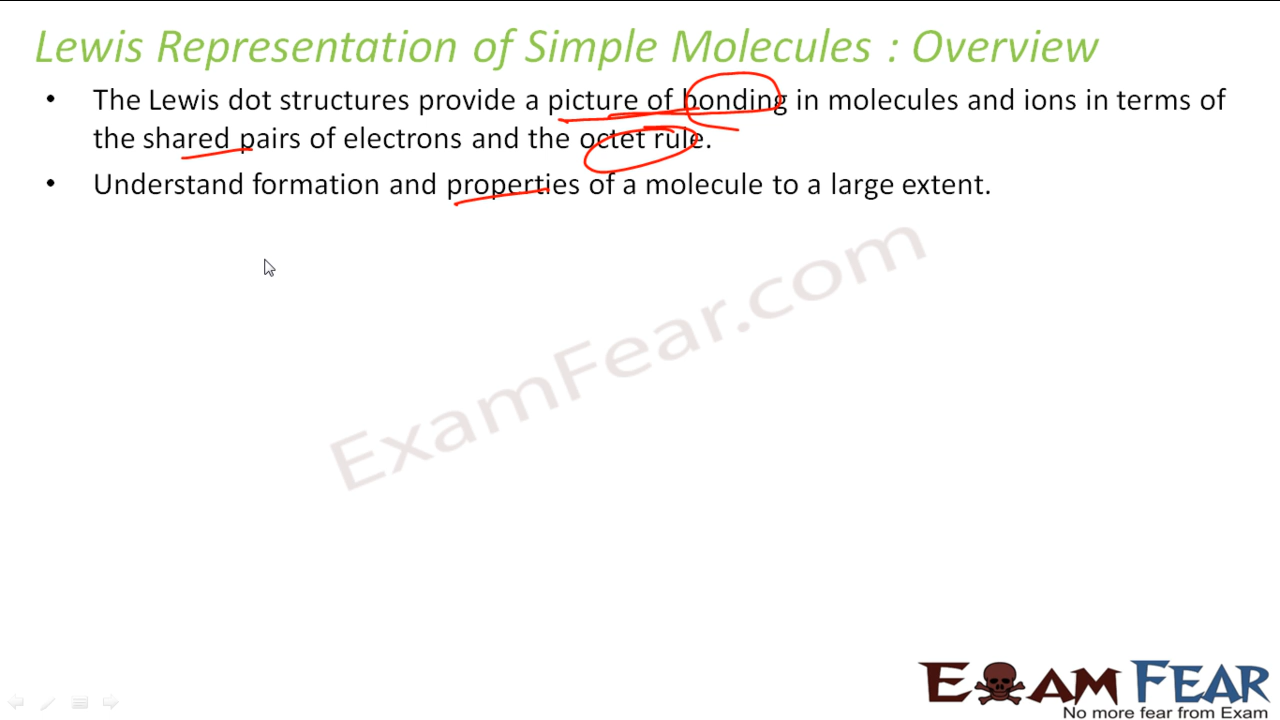 Lewis Representation of Simple Molecules : Overview
• The Lewis dot structures provide a picture of bonding in molecules and ions in terms of
the shared pairs of electrons and the octet rule.
• Understand formation and properties of a molecule to a large extent.
ExamFear.com
EXAM FEAR
No more fear from Exam